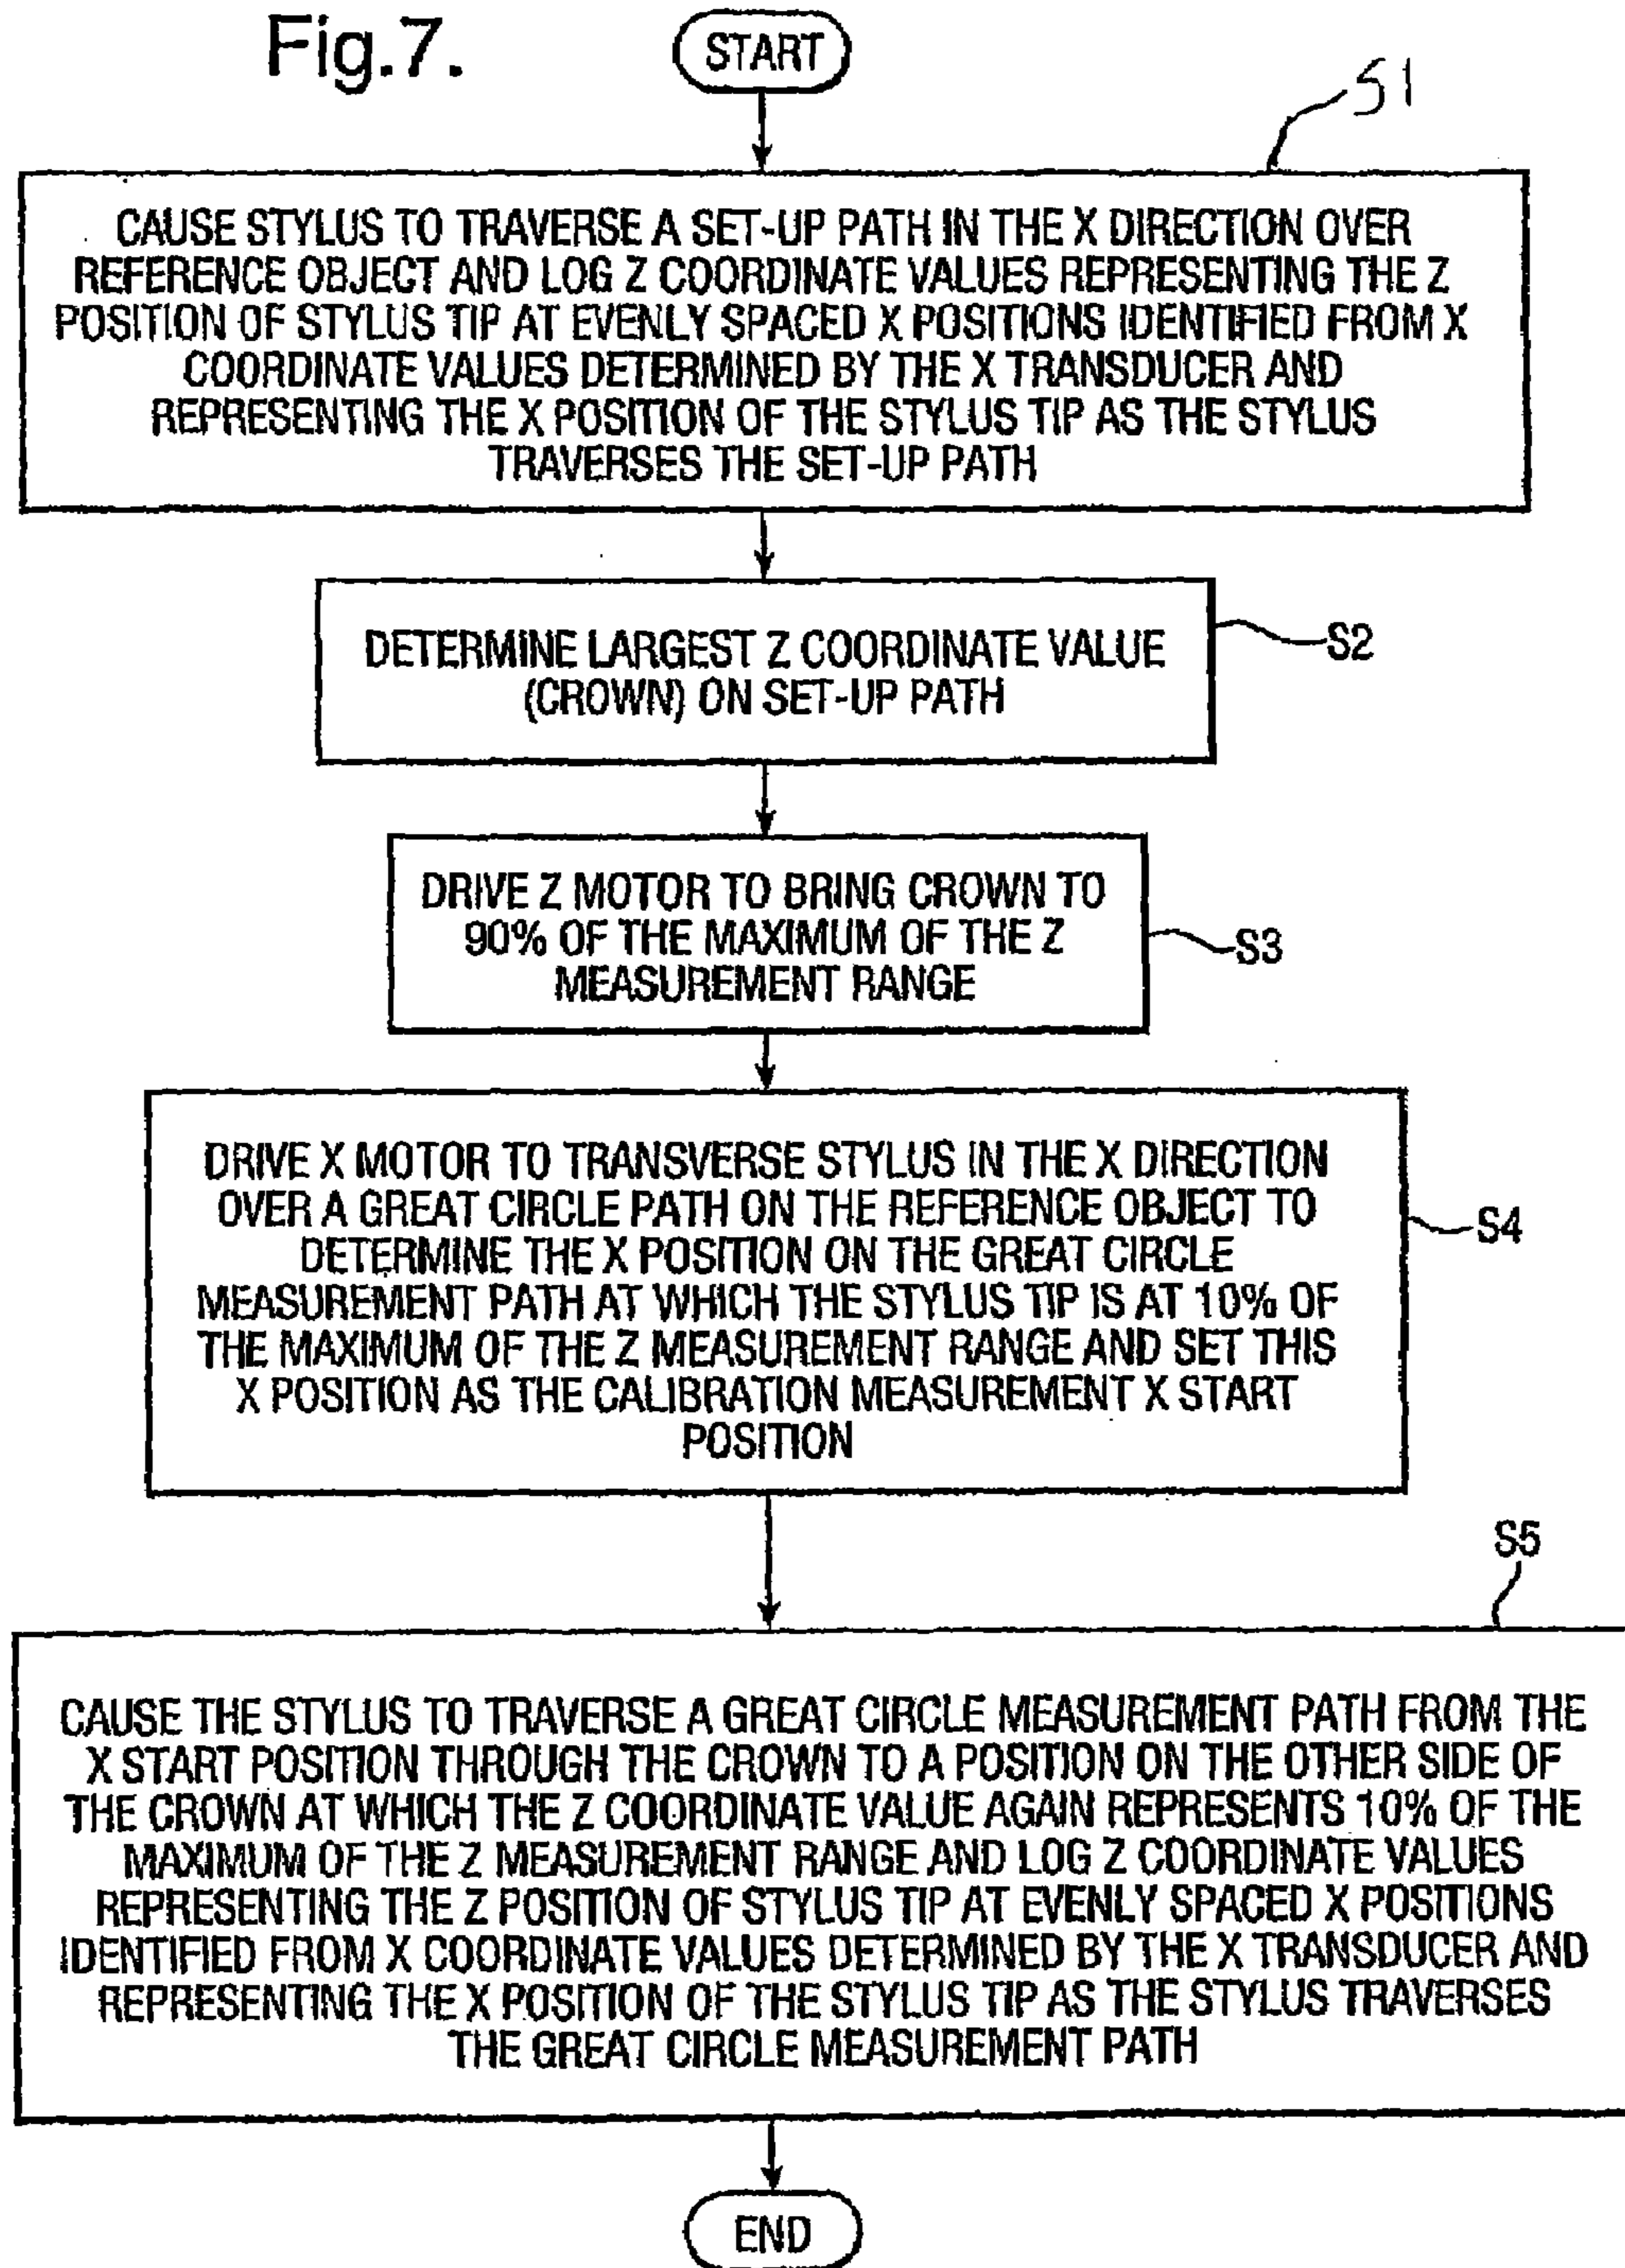 Fig.7.
START
S1
CAUSE STYLUS TO TRAVERSE A SET-UP PATH IN THE X DIRECTION OVER
REFERENCE OBJECT AND LOG Z COORDINATE VALUES REPRESENTING THE Z
POSITION OF STYLUS TIP AT EVENLY SPACED X POSITIONS IDENTIFIED FROM X
COORDINATE VALUES DETERMINED BY THE X TRANSDUCER AND
REPRESENTING THE X POSITION OF THE STYLUS TIP AS THE STYLUS
TRAVERSES THE SET-UP PATH
DETERMINE LARGEST Z COORDINATE VALUE
(CROWN) ON SET-UP PATH
S2
DRIVE Z MOTOR TO BRING CROWN TO
90% OF THE MAXIMUM OF THE Z
MEASUREMENT RANGE
S3
DRIVE X MOTOR TO TRANSVERSE STYLUS IN THE X DIRECTION
OVER A GREAT CIRCLE PATH ON THE REFERENCE OBJECT TO
DETERMINE THE X POSITION ON THE GREAT CIRCLE
MEASUREMENT PATH AT WHICH THE STYLUS TIP IS AT 10% OF
THE MAXIMUM OF THE Z MEASUREMENT RANGE AND SET THIS
X POSITION AS THE CALIBRATION MEASUREMENT X START
POSITION
S4
S5
CAUSE THE STYLUS TO TRAVERSE A GREAT CIRCLE MEASUREMENT PATH FROM THE
X START POSITION THROUGH THE CROWN TO A POSITION ON THE OTHER SIDE OF
THE CROWN AT WHICH THE Z COORDINATE VALUE AGAIN REPRESENTS 10% OF THE
MAXIMUM OF THE Z MEASUREMENT RANGE AND LOG Z COORDINATE VALUES
REPRESENTING THE Z POSITION OF STYLUS TIP AT EVENLY SPACED X POSITIONS
IDENTIFIED FROM X COORDINATE VALUES DETERMINED BY THE X TRANSDUCER AND
REPRESENTING THE X POSITION OF THE STYLUS TIP AS THE STYLUS TRAVERSES
THE GREAT CIRCLE MEASUREMENT PATH
END